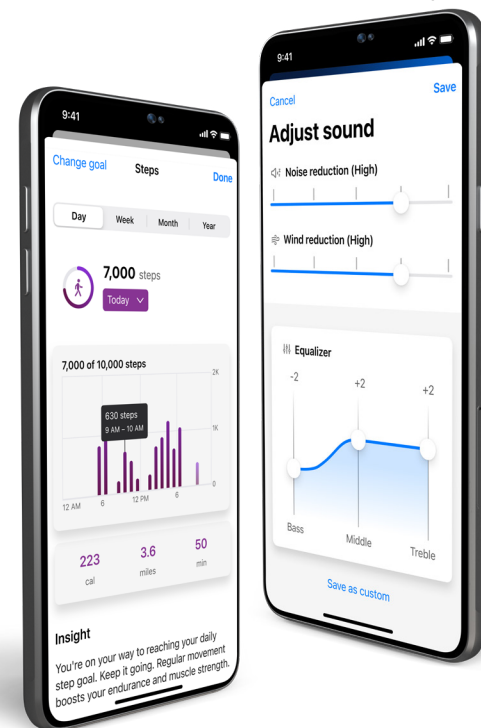 9:41
Change goal
Steps
Done
Day
Week
Month
Year
7,000 steps
Today
7,000 of 10,000 steps
2K
630 steps
9 AM – 10 AM
1K
0
12 AM
6
12 PM
6
223
3.6
50
cal
miles
min
Insight
You're on your way to reaching your daily
step goal. Keep it going. Regular movement
boosts your endurance and muscle strength.
9:41
Cancel
Save
Adjust sound
Noise reduction (High)
Wind reduction (High)
Equalizer
-2
+2
+2
Bass
Middle
Treble
Save as custom